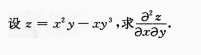 设 z = x²y − xy³,求 ∂²z/∂x∂y.